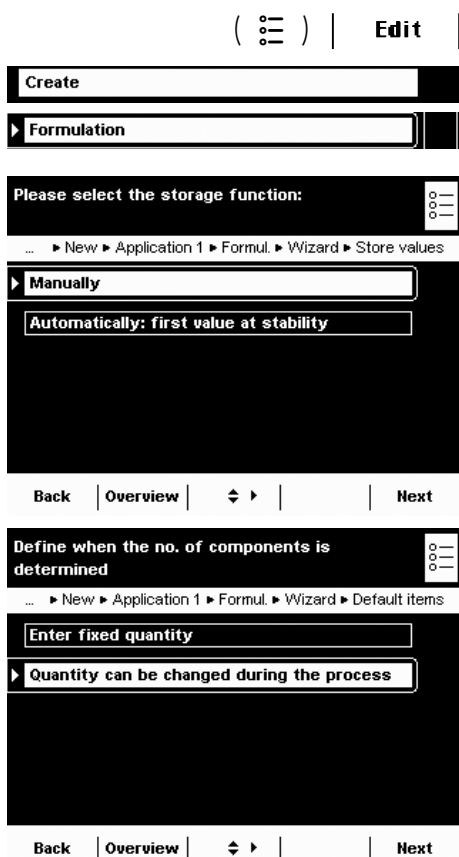 Edit
Create
Formulation
Please select the storage function:
... ▸ New ▸ Application 1 ▸ Formul. ▸ Wizard ▸ Store values
Manually
Automatically: first value at stability
Back Overview Next
Define when the no. of components is
determined
... ▸ New ▸ Application 1 ▸ Formul. ▸ Wizard ▸ Default items
Enter fixed quantity
Quantity can be changed during the process
Back Overview Next